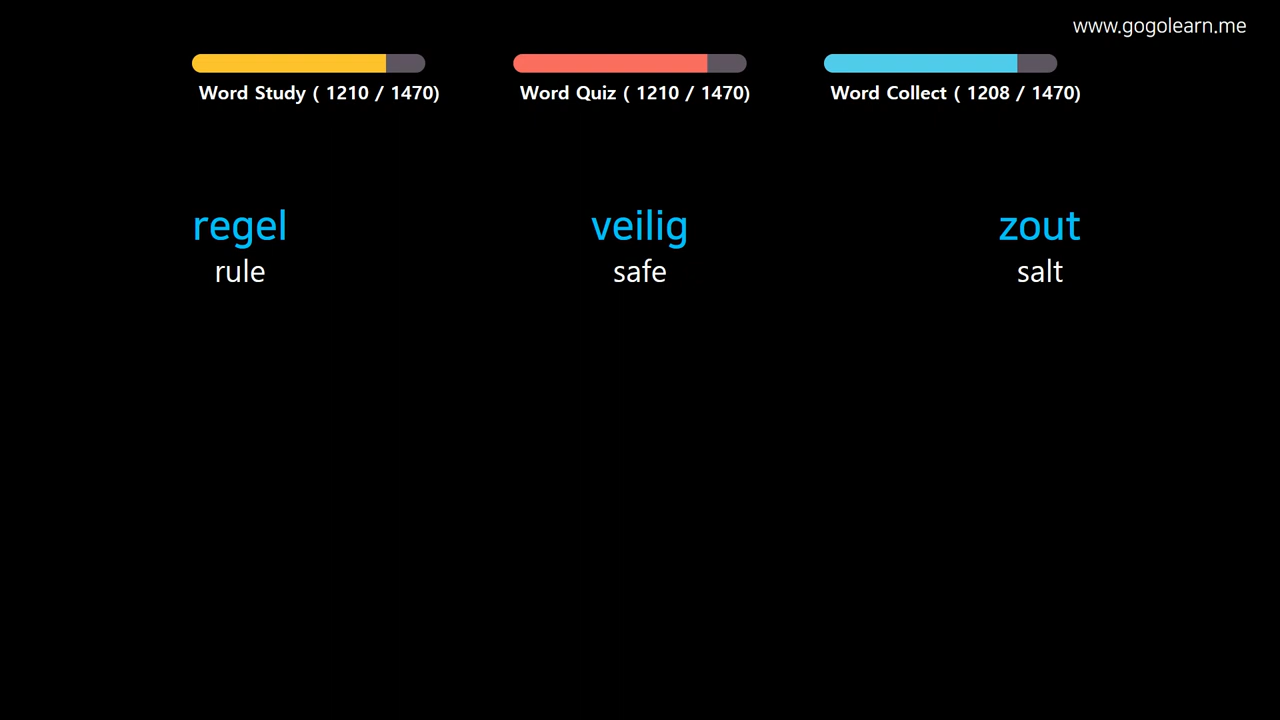 www.gogolearn.me
Word Study ( 1210 / 1470)
Word Quiz ( 1210 / 1470)
Word Collect ( 1208 / 1470)
regel
rule
veilig
safe
zout
salt